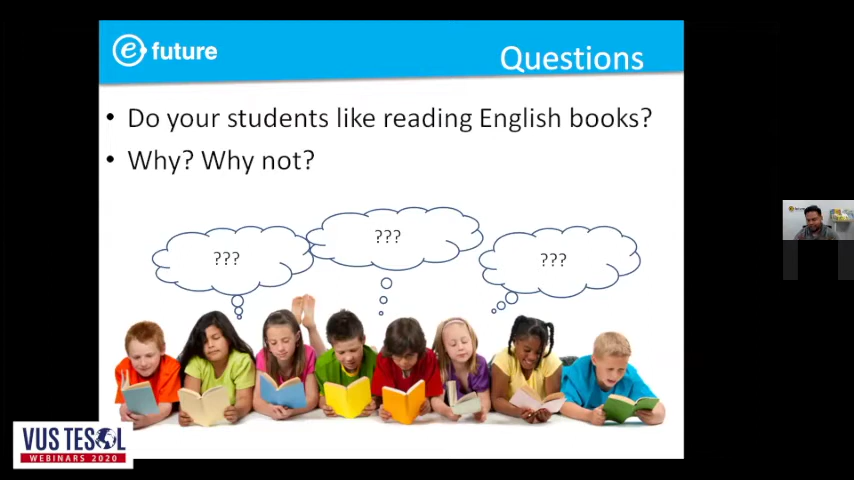 e future
Questions
• Do your students like reading English books?
• Why? Why not?
???
???
???
VUS TESOL
WEBINARS 2020